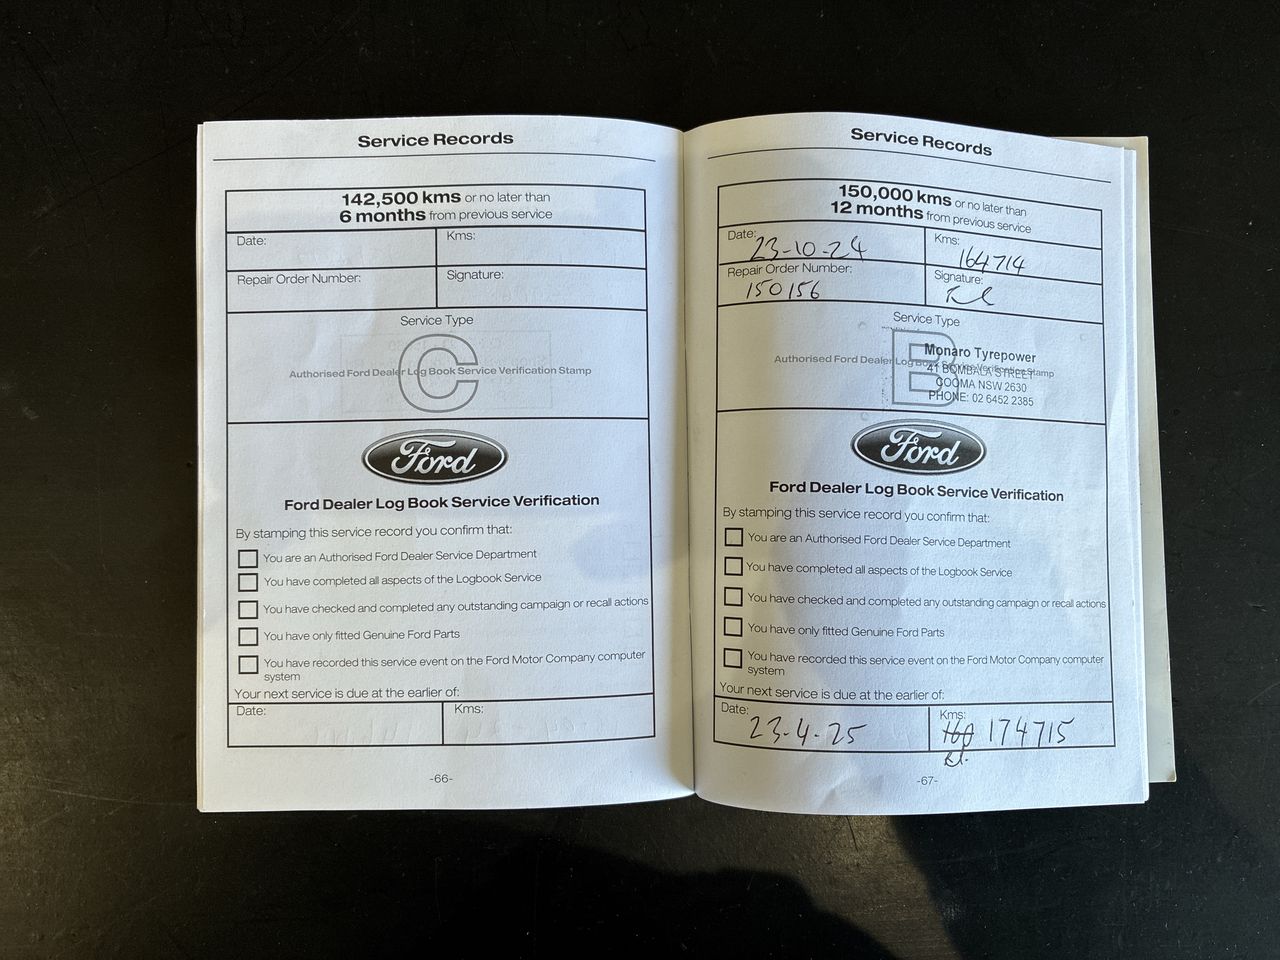 Service Records
142,500 kms or no later than
6 months from previous service
Date:
Kms:
Repair Order Number:
Signature:
Service Type
C
Authorised Ford Dealer Log Book Service Verification Stamp
Ford
Ford Dealer Log Book Service Verification
By stamping this service record you confirm that:
You are an Authorised Ford Dealer Service Department
You have completed all aspects of the Logbook Service
You have checked and completed any outstanding campaign or recall actions
You have only fitted Genuine Ford Parts
You have recorded this service event on the Ford Motor Company computer
system
Your next service is due at the earlier of:
Date:
Kms:
-66-
Service Records
150,000 kms or no later than
12 months from previous service
Date:
23-10-24
Kms:
164714
Repair Order Number:
150156
Signature:
Service Type
B
Authorised Ford Dealer Log Book Service Verification Stamp
Monaro Tyrepower
41 BOMBALA STREET
COOMA NSW 2630
PHONE: 02 6452 2385
Ford
Ford Dealer Log Book Service Verification
By stamping this service record you confirm that:
You are an Authorised Ford Dealer Service Department
You have completed all aspects of the Logbook Service
You have checked and completed any outstanding campaign or recall actions
You have only fitted Genuine Ford Parts
You have recorded this service event on the Ford Motor Company computer
system
Your next service is due at the earlier of:
Date:
23-4-25
Kms:
174715
-67-